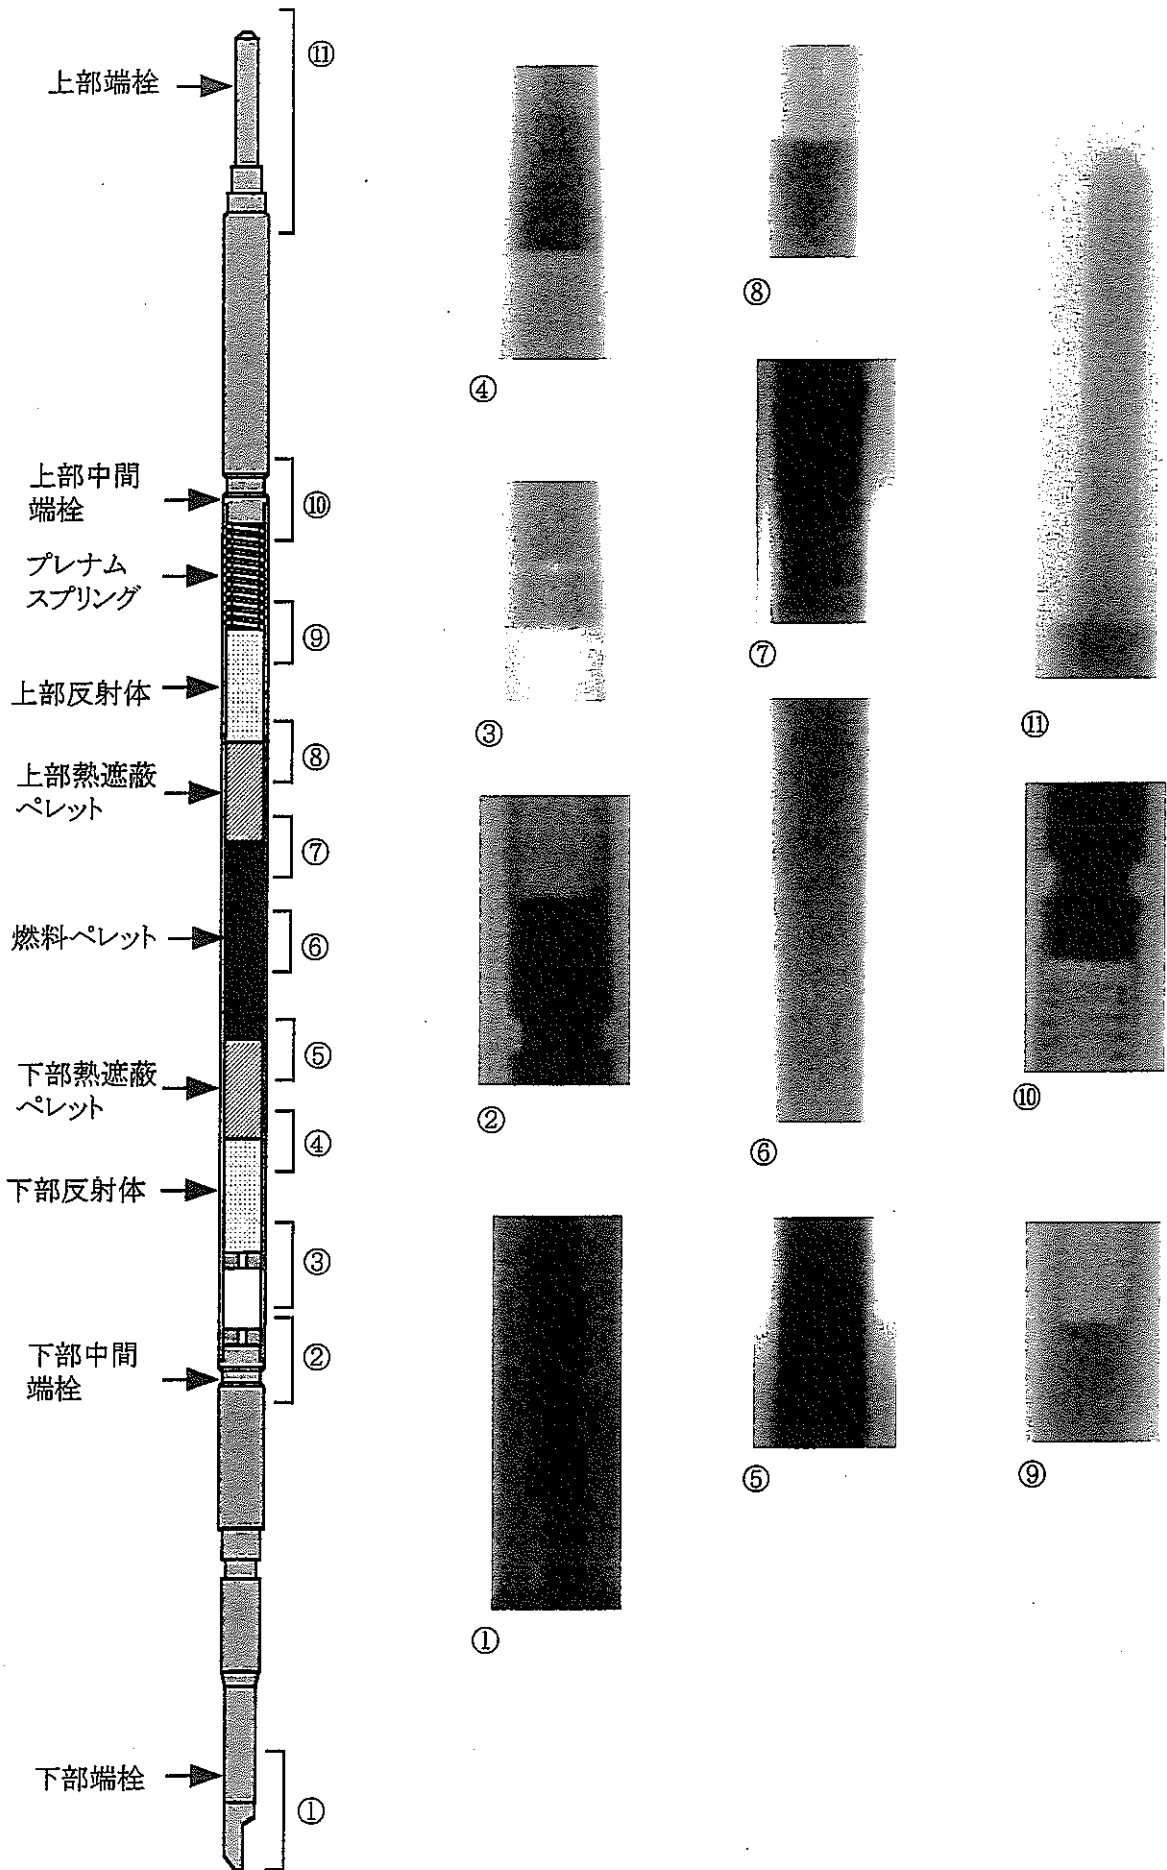 ⑪
上部端栓
上部中間
端栓
⑩
プレナム
スプリング
⑨
上部反射体
⑧
上部熱遮蔽
ペレット
⑦
燃料ペレット
⑥
⑤
下部熱遮蔽
ペレット
④
下部反射体
③
下部中間
端栓
②
下部端栓
①
④
③
②
①
⑧
⑦
⑥
⑤
⑪
⑩
⑨